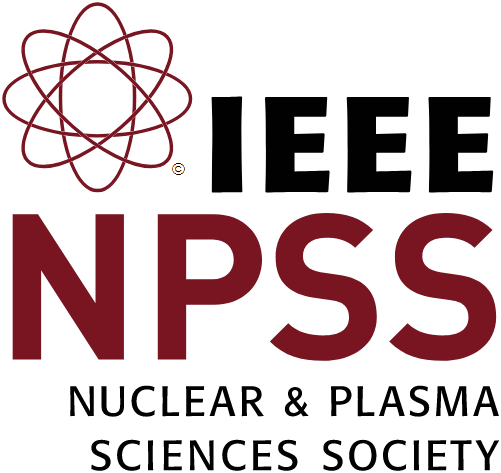 ©
IEEE
NPSS
NUCLEAR & PLASMA
SCIENCES SOCIETY